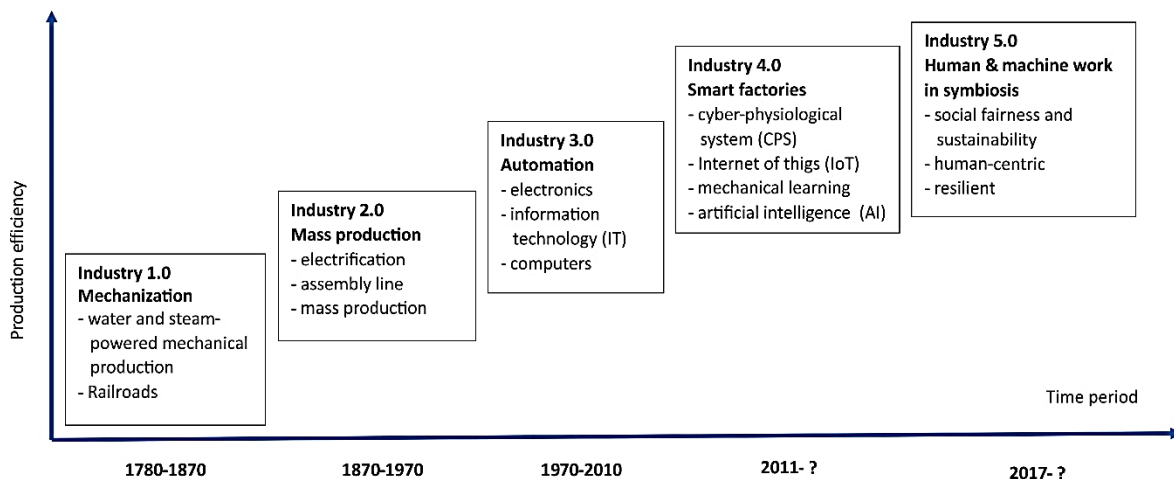 Production efficiency
Industry 1.0
Mechanization
- water and steam-
powered mechanical
production
- Railroads
Industry 2.0
Mass production
- electrification
- assembly line
- mass production
Industry 3.0
Automation
- electronics
- information
technology (IT)
- computers
Industry 4.0
Smart factories
- cyber-physiological
system (CPS)
- Internet of thigs (IoT)
- mechanical learning
- artificial intelligence (AI)
Industry 5.0
Human & machine work
in symbiosis
- social fairness and
sustainability
- human-centric
- resilient
Time period
1780-1870
1870-1970
1970-2010
2011- ?
2017- ?